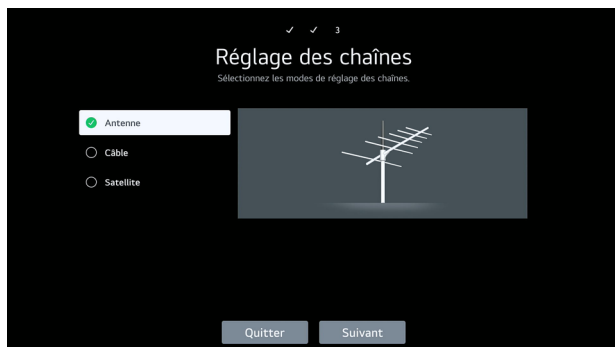 3
Réglage des chaînes
Sélectionnez les modes de réglage des chaînes.
Antenne
Câble
Satellite
Quitter
Suivant